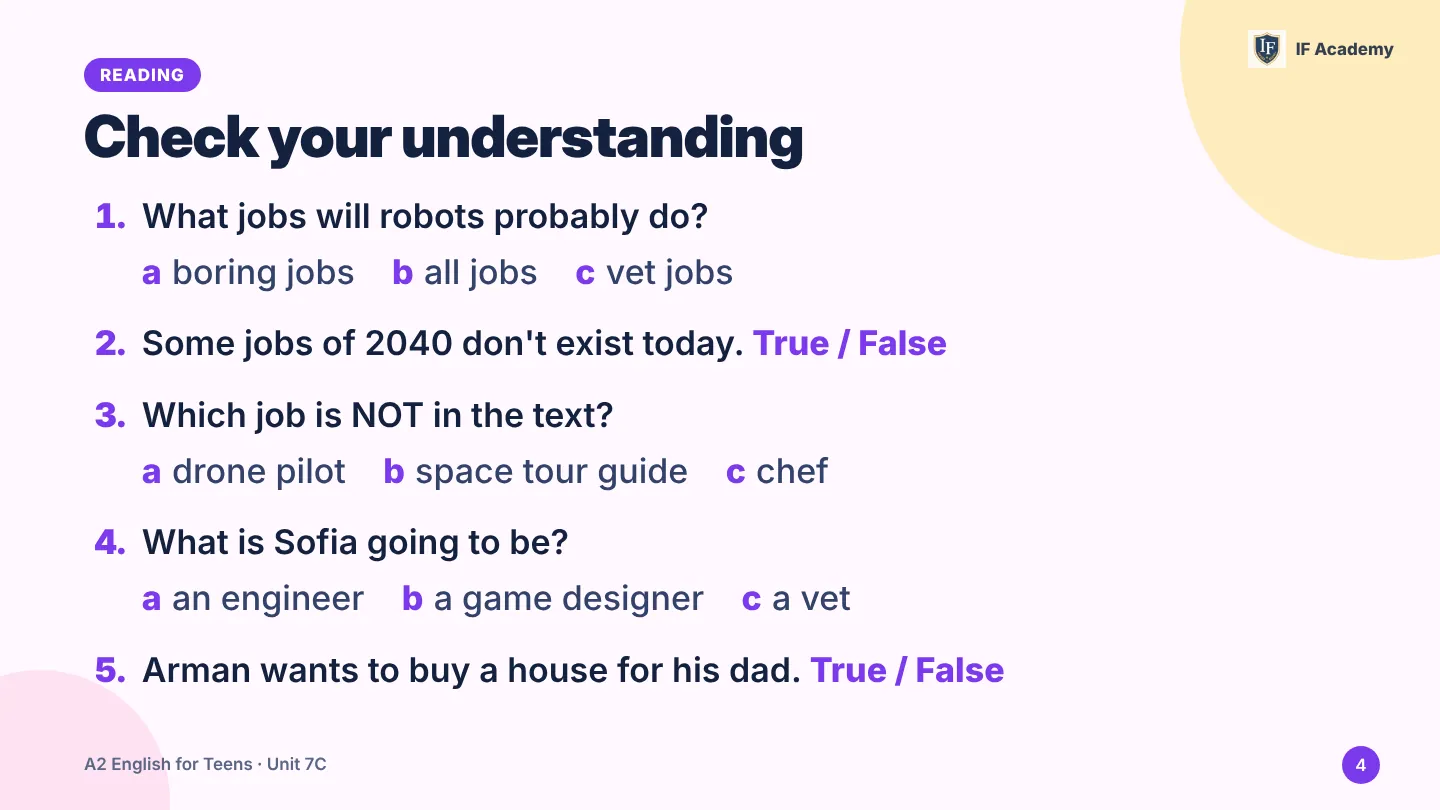 IF Academy
READING
Check your understanding
1. What jobs will robots probably do?
a boring jobs b all jobs c vet jobs
2. Some jobs of 2040 don't exist today. True / False
3. Which job is NOT in the text?
a drone pilot b space tour guide c chef
4. What is Sofia going to be?
a an engineer b a game designer c a vet
5. Arman wants to buy a house for his dad. True / False
A2 English for Teens · Unit 7C
4